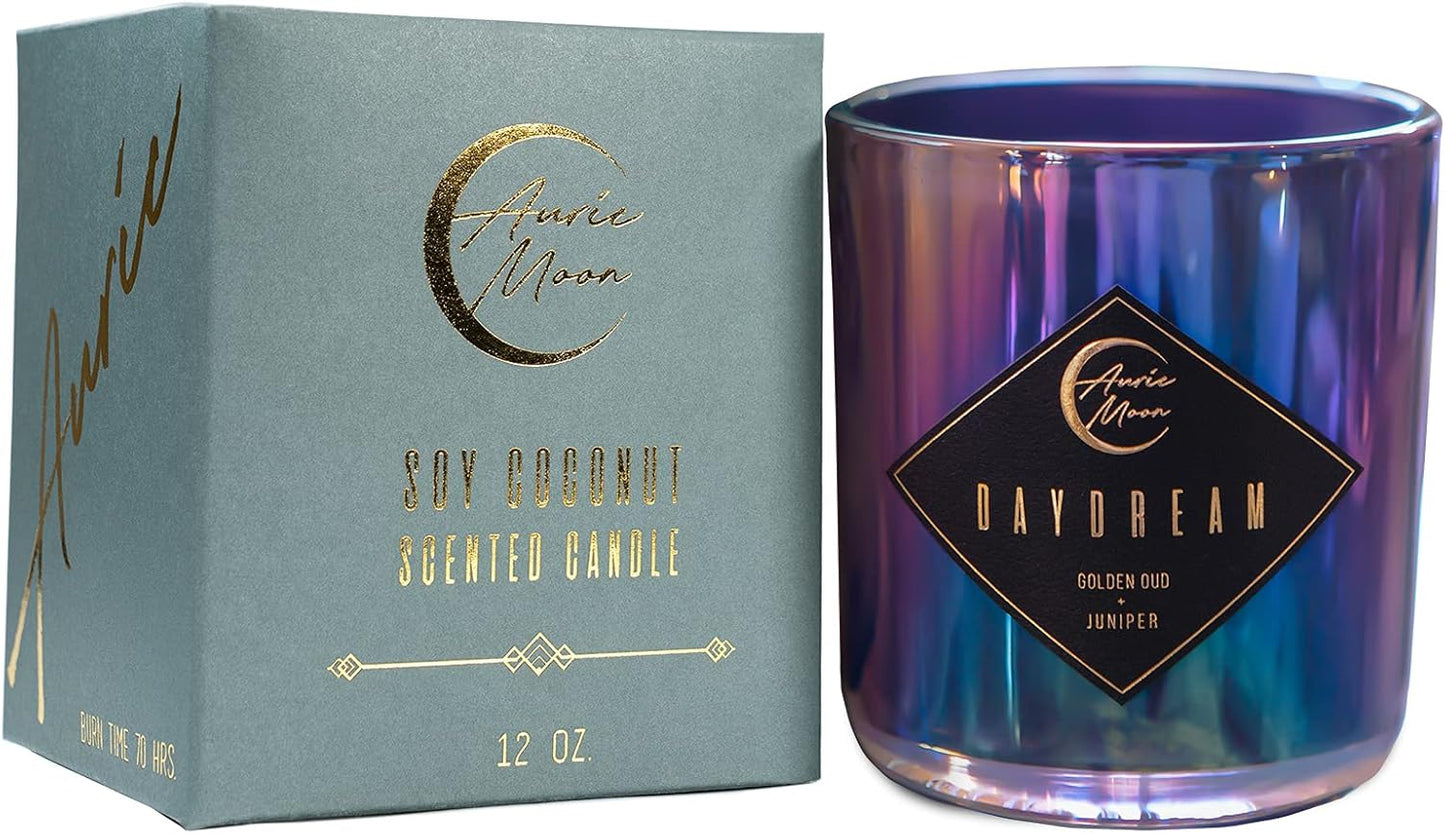 Auric
BURN TIME 70 HRS.
Auric
Moon
SOY COCONUT
SCENTED CANDLE
12 OZ.
Auric
Moon
DAYDREAM
GOLDEN OUD
+
JUNIPER